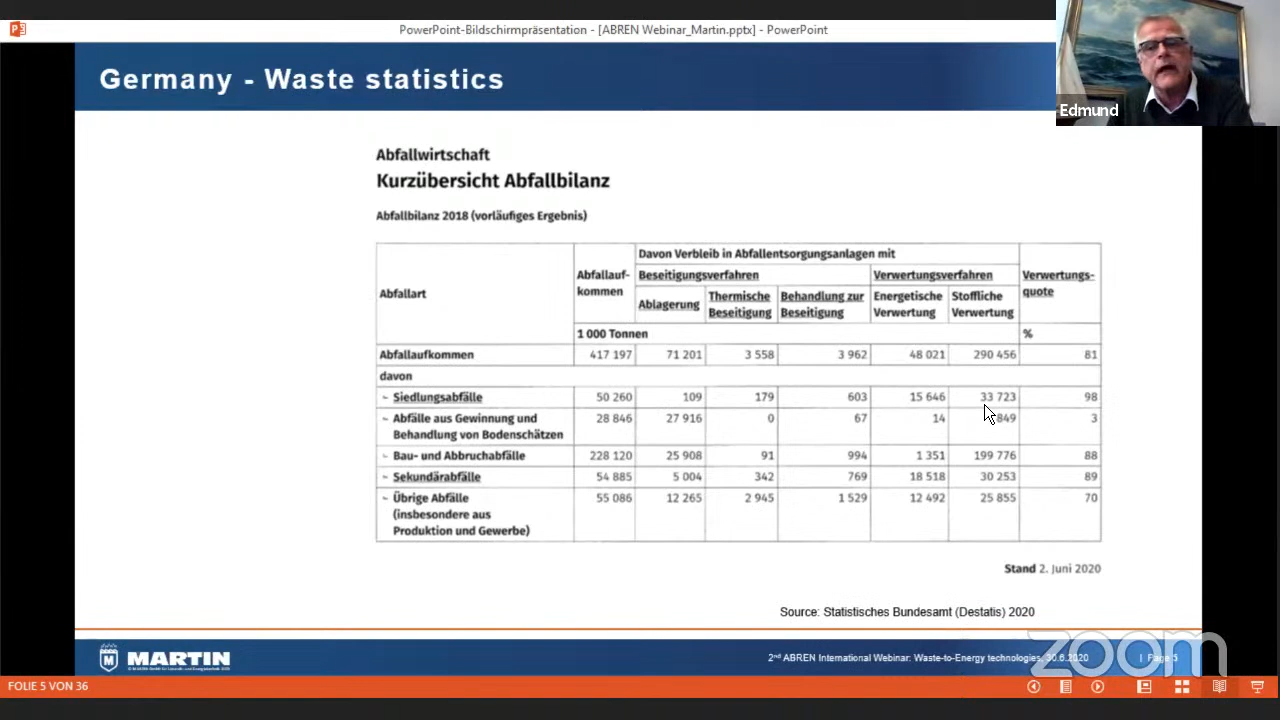 PowerPoint-Bildschirmpräsentation - [ABREN Webinar_Martin.pptx] - PowerPoint
Edmund
Germany - Waste statistics
Abfallwirtschaft
Kurzübersicht Abfallbilanz
Abfallbilanz 2018 (vorläufiges Ergebnis)
Abfallart
Abfallauf-
kommen
Davon Verbleib in Abfallentsorgungsanlagen mit
Beseitigungsverfahren
Verwertungsverfahren
Verwertungs-
quote
Ablagerung
Thermische
Beseitigung
Behandlung zur
Beseitigung
Energetische
Verwertung
Stoffliche
Verwertung
1 000 Tonnen
%
Abfallaufkommen 417 197 71 201 3 558 3 962 48 021 290 456 81
davon
- Siedlungsabfälle 50 260 109 179 603 15 646 33 723 98
- Abfälle aus Gewinnung und 28 846 27 916 0 67 14 849 3
Behandlung von Bodenschätzen
- Bau- und Abbruchabfälle 228 120 25 908 91 994 1 351 199 776 88
- Sekundärabfälle 54 885 5 004 342 769 18 518 30 253 89
- Übrige Abfälle 55 086 12 265 2 945 1 529 12 492 25 855 70
(insbesondere aus
Produktion und Gewerbe)
Stand 2. Juni 2020
Source: Statistisches Bundesamt (Destatis) 2020
MARTIN
2nd ABREN International Webinar: Waste-to-Energy technologies, 30.6.2020 | Page 5
zoom
FOLIE 5 VON 36